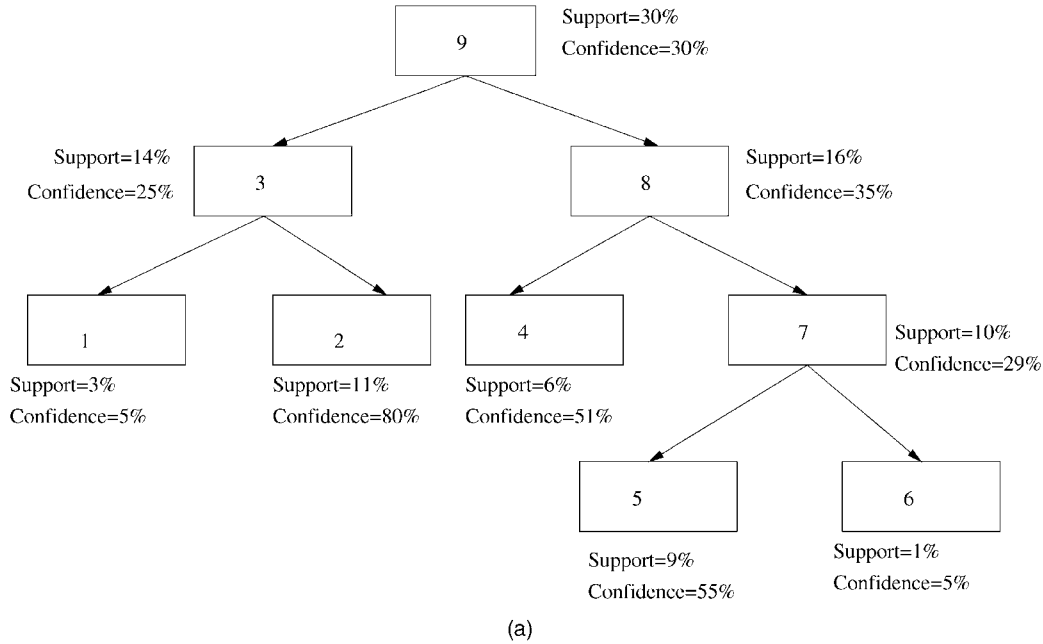 Support=30%
9
Confidence=30%
Support=14%
Confidence=25%
3
8
Support=16%
Confidence=35%
1
2
4
7
Support=10%
Confidence=29%
Support=3%
Confidence=5%
Support=11%
Confidence=80%
Support=6%
Confidence=51%
5
6
Support=9%
Confidence=55%
Support=1%
Confidence=5%
(a)